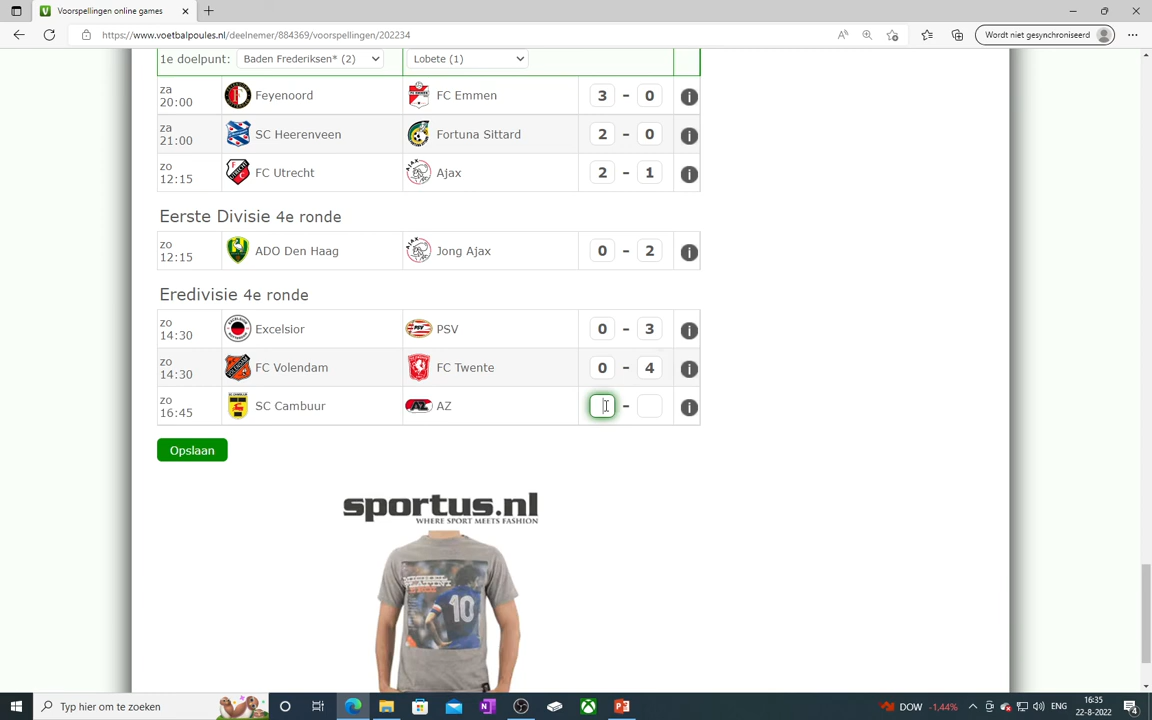 Voorspellingen online games
https://www.voetbalpoules.nl/deelnemer/884369/voorspellingen/202234
Wordt niet gesynchroniseerd
1e doelpunt: Baden Frederiksen* (2) Lobete (1)
za 20:00 Feyenoord FC Emmen 3 - 0
za 21:00 SC Heerenveen Fortuna Sittard 2 - 0
zo 12:15 FC Utrecht Ajax 2 - 1
Eerste Divisie 4e ronde
zo 12:15 ADO Den Haag Jong Ajax 0 - 2
Eredivisie 4e ronde
zo 14:30 Excelsior PSV 0 - 3
zo 14:30 FC Volendam FC Twente 0 - 4
zo 16:45 SC Cambuur AZ -
Opslaan
sportus.nl
WHERE SPORT MEETS FASHION
10
Typ hier om te zoeken
DOW -1,44%
ENG
16:35
22-8-2022
4